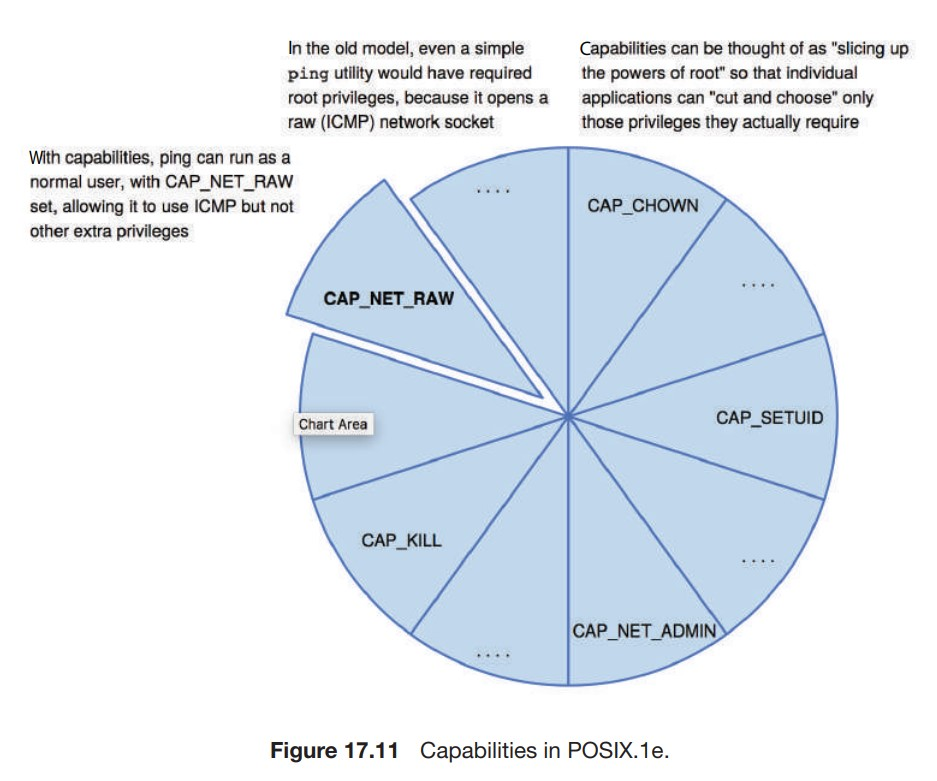 In the old model, even a simple
ping utility would have required
root privileges, because it opens a
raw (ICMP) network socket
Capabilities can be thought of as "slicing up
the powers of root" so that individual
applications can "cut and choose" only
those privileges they actually require
With capabilities, ping can run as a
normal user, with CAP_NET_RAW
set, allowing it to use ICMP but not
other extra privileges
....
CAP_CHOWN
....
CAP_NET_RAW
Chart Area
CAP_SETUID
CAP_KILL
....
CAP_NET_ADMIN
....
Figure 17.11 Capabilities in POSIX.1e.